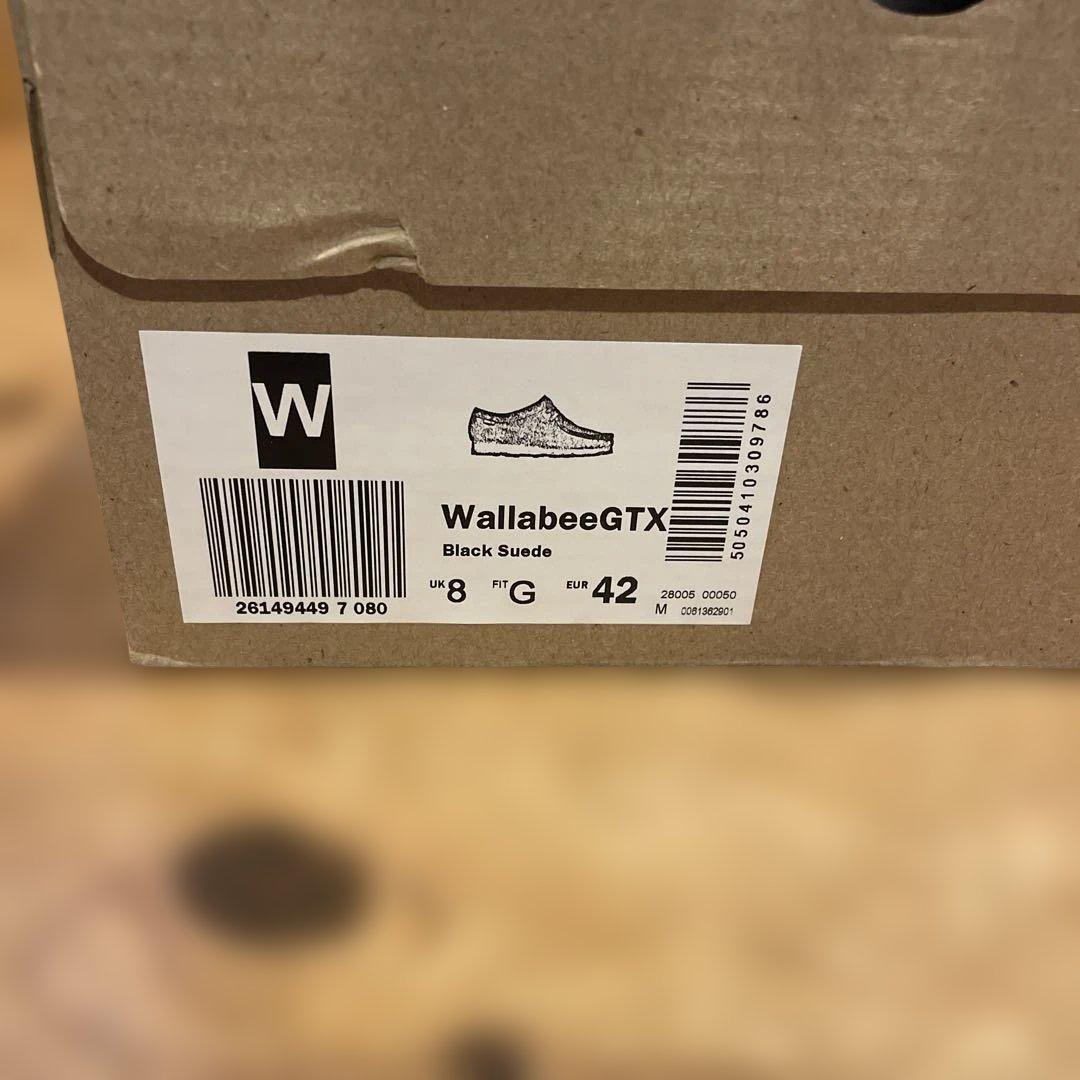 W
WallabeeGTX
Black Suede
UK 8 FIT G EUR 42
26149449 7 080
28005 00050
M 0061362901
5050410309786